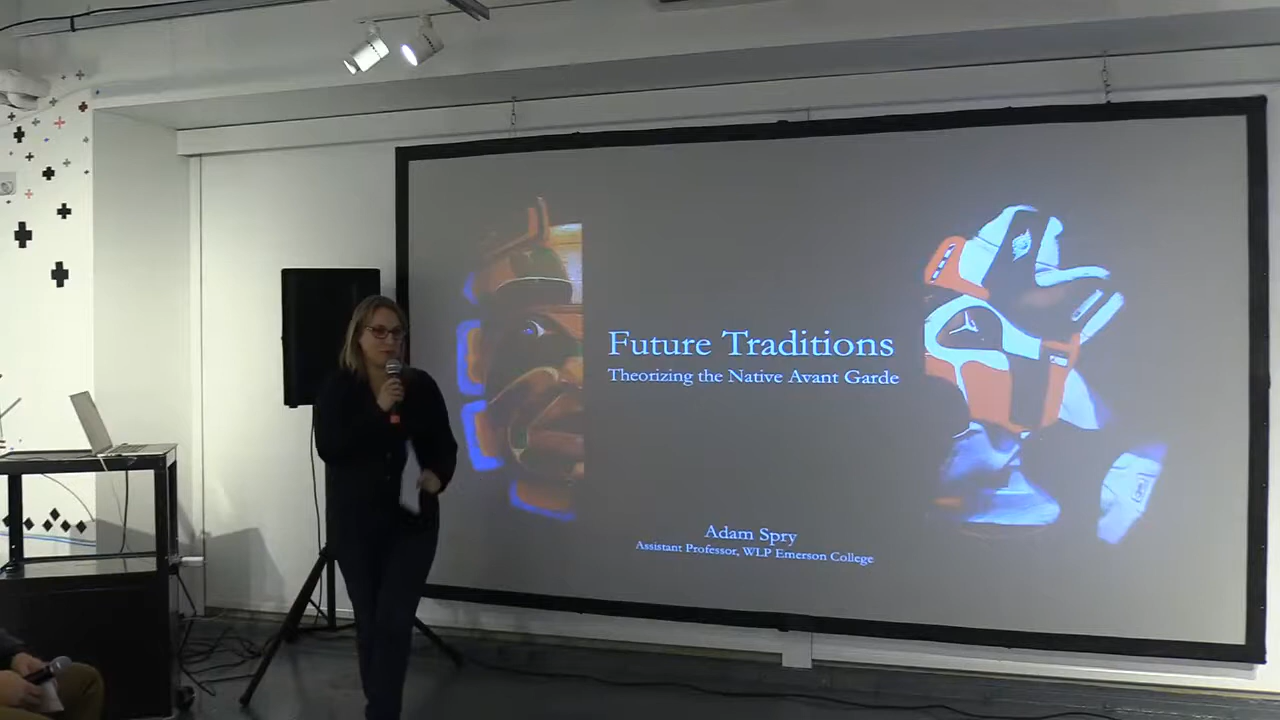 Future Traditions
Theorizing the Native Avant Garde
Adam Spry
Assistant Professor, WLP Emerson College